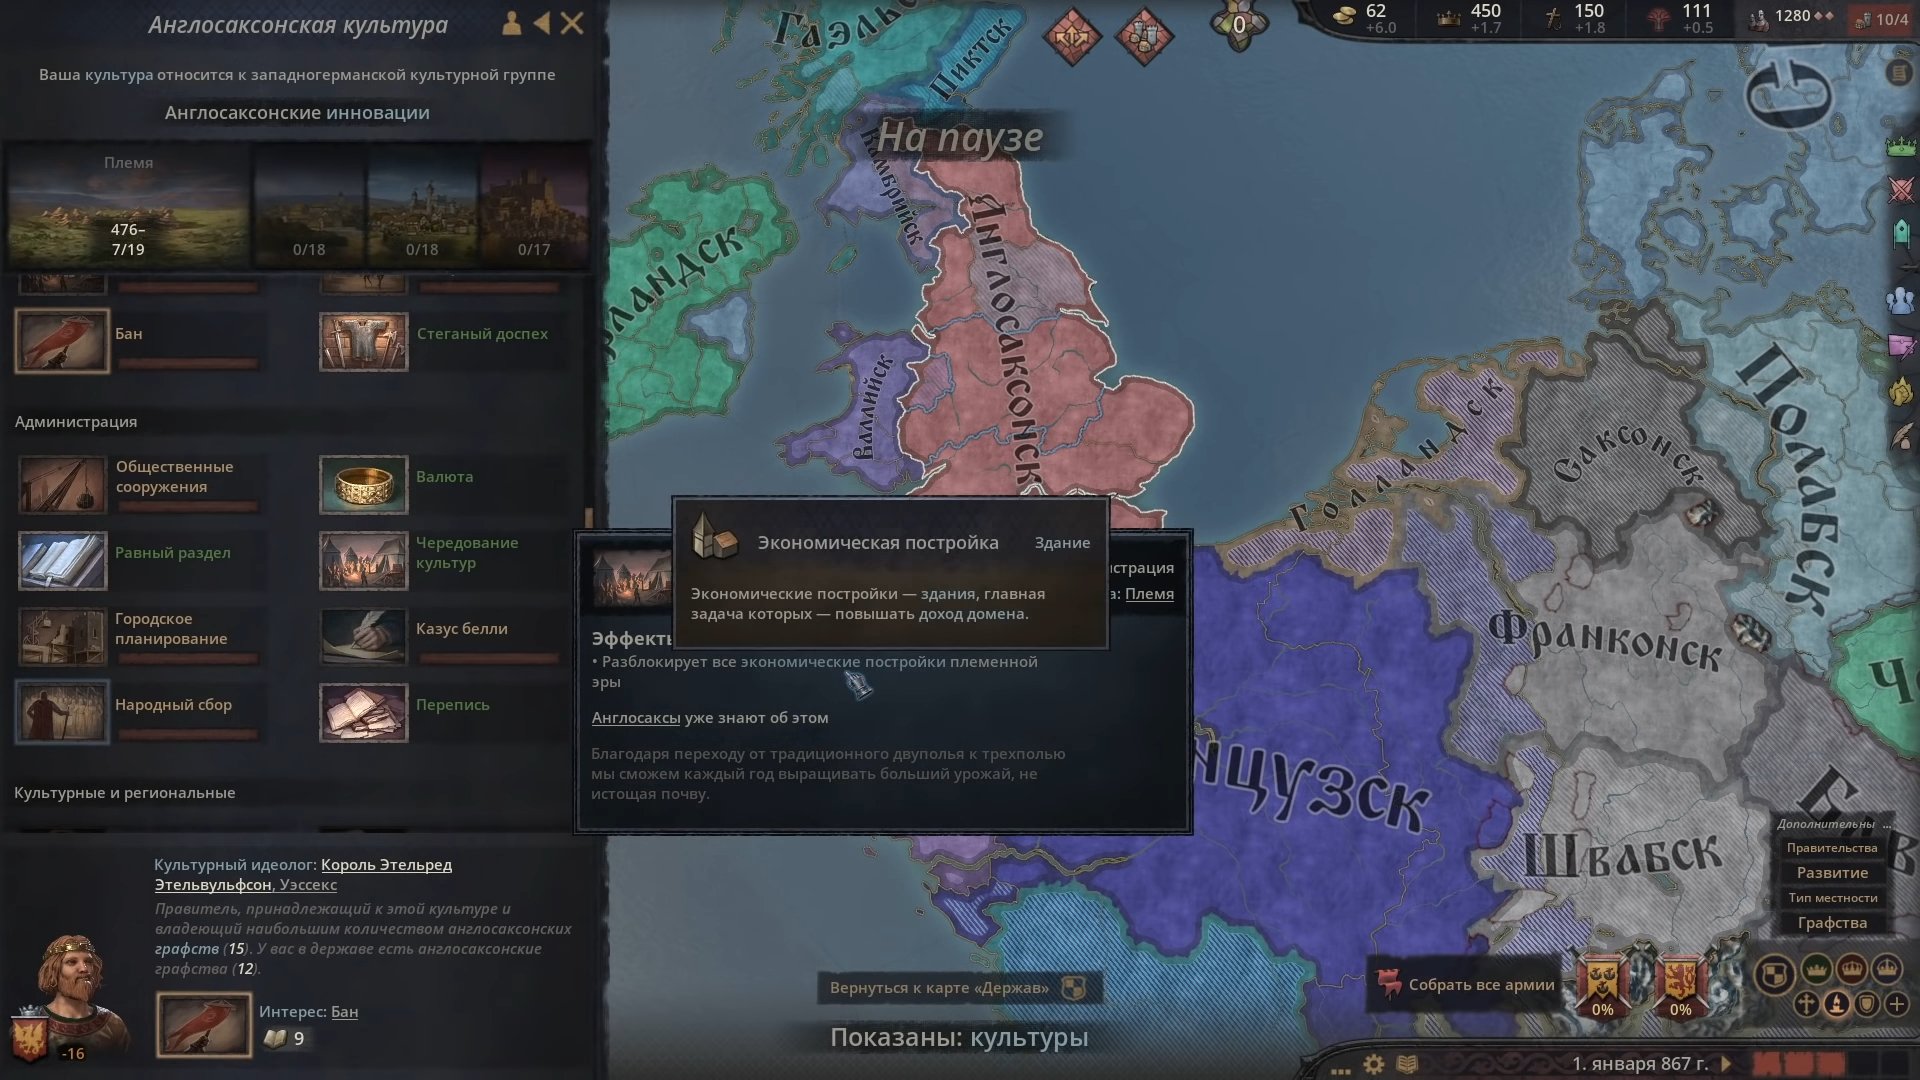 Англосаксонская культура
Ваша культура относится к западногерманской культурной группе
Англосаксонские инновации
Племя
476–
7/19
0/18
0/18
0/17
Бан
Стеганый доспех
Администрация
Общественные
сооружения
Валюта
Равный раздел
Чередование
культур
Городское
планирование
Казус белли
Народный сбор
Перепись
Культурные и региональные
Культурный идеолог: Король Этельред
Этельвульфсон, Уэссекс
Правитель, принадлежащий к этой культуре и
владеющий наибольшим количеством англосаксонских
графств (15). У вас в державе есть англосаксонские
графства (12).
Интерес: Бан
9
-16
62
+6.0
450
+1.7
150
+1.8
111
+0.5
1280
10/4
0
На паузе
Пиктск
Камбрийск
Англосаксонск
Валлийск
Голландск
Саксонск
Полабск
Франконск
Швабск
Экономическая постройка
Здание
Экономические постройки — здания, главная
задача которых — повышать доход домена.
Племя
• Разблокирует все экономические постройки племенной
эры
Англосаксы уже знают об этом
Благодаря переходу от традиционного двуполья к трехполью
мы сможем каждый год выращивать больший урожай, не
истощая почву.
Вернуться к карте «Держав»
Показаны: культуры
Собрать все армии
0%
0%
Дополнительны ...
Правительства
Развитие
Тип местности
Графства
1. января 867 г.